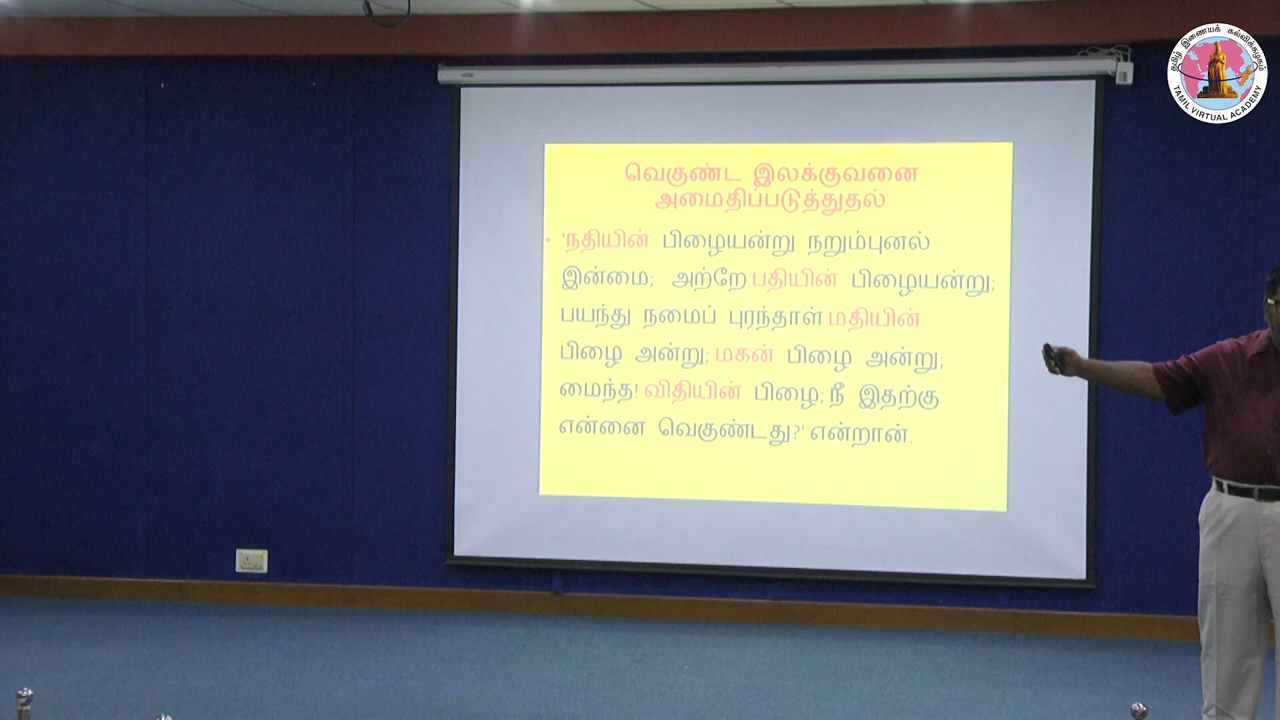 தமிழ் இணையக் கல்விக்கழகம்
TAMIL VIRTUAL ACADEMY
வெகுண்ட இலக்குவனை
அமைதிப்படுத்துதல்
• 'நதியின் பிழையன்று நறும்புனல்
இன்மை; அற்றே பதியின் பிழையன்று;
பயந்து நமைப் புரந்தாள் மதியின்
பிழை அன்று; மகன் பிழை அன்று;
மைந்த! விதியின் பிழை; நீ இதற்கு
என்னை வெகுண்டது?' என்றான்.